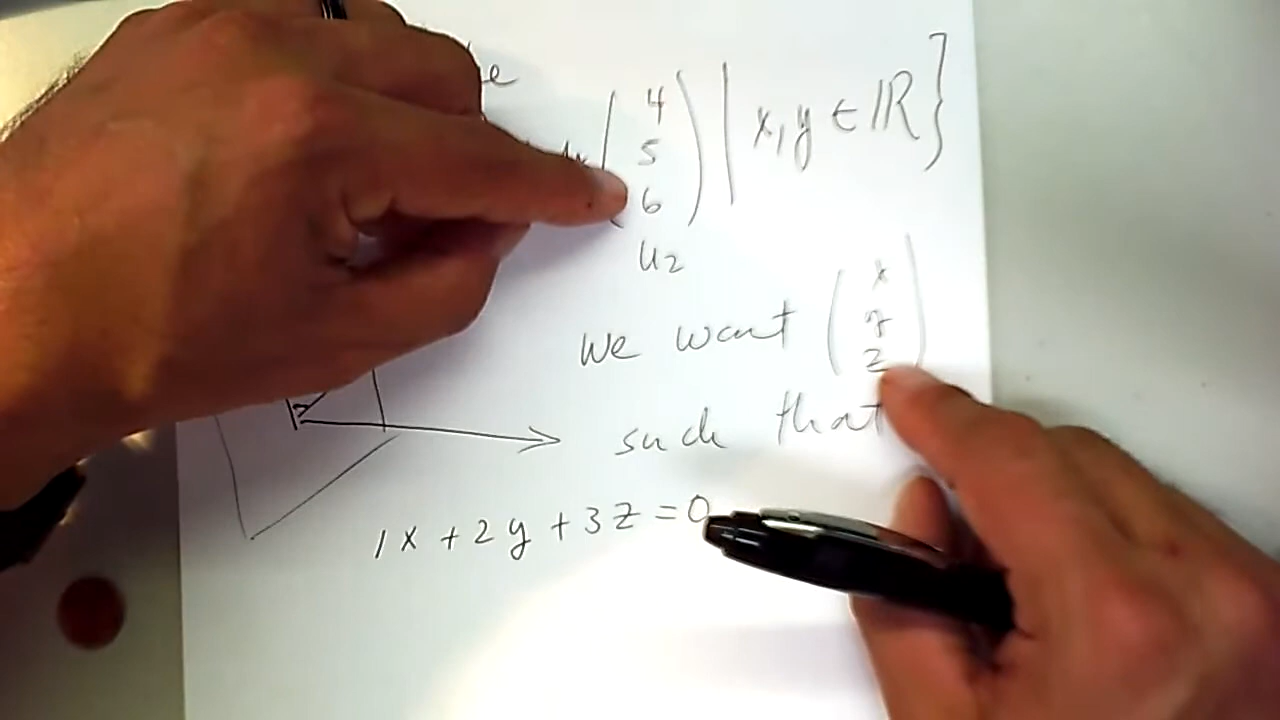 e
4
5
6
| x, y ∈ ℝ }
u2
we want
x
y
z
such that
1x + 2y + 3z = 0